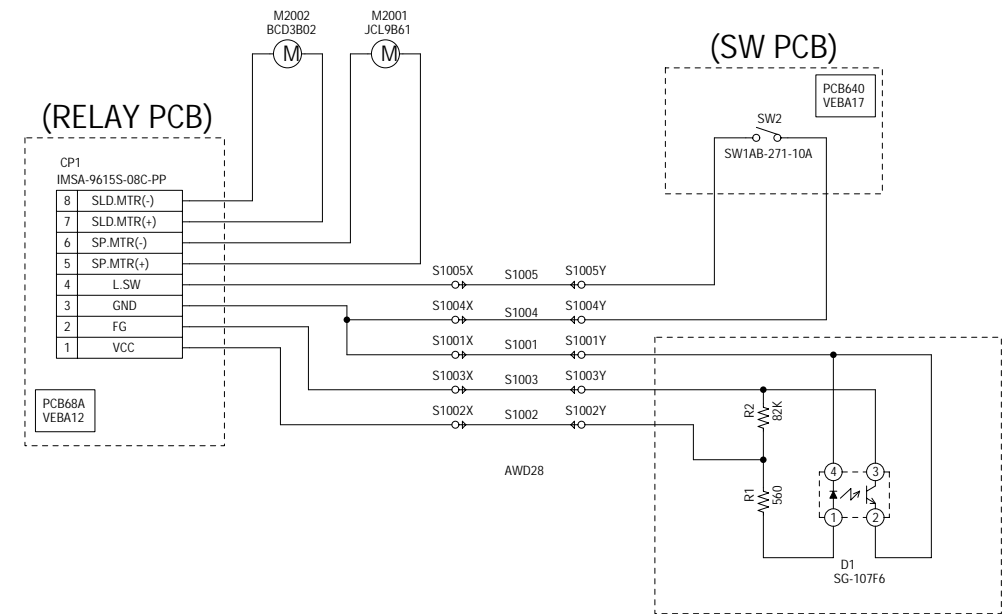 M2002
BCD3B02
M
M2001
JCL9B61
M
(SW PCB)
PCB640
VEBA17
SW2
SW1AB-271-10A
(RELAY PCB)
CP1
IMSA-9615S-08C-PP
8 SLD.MTR(-)
7 SLD.MTR(+)
6 SP.MTR(-)
5 SP.MTR(+)
4 L.SW
3 GND
2 FG
1 VCC
PCB68A
VEBA12
S1005X S1005 S1005Y
S1004X S1004 S1004Y
S1001X S1001 S1001Y
S1003X S1003 S1003Y
S1002X S1002 S1002Y
AWD28
R2
82K
R1
560
4 3
1 2
D1
SG-107F6